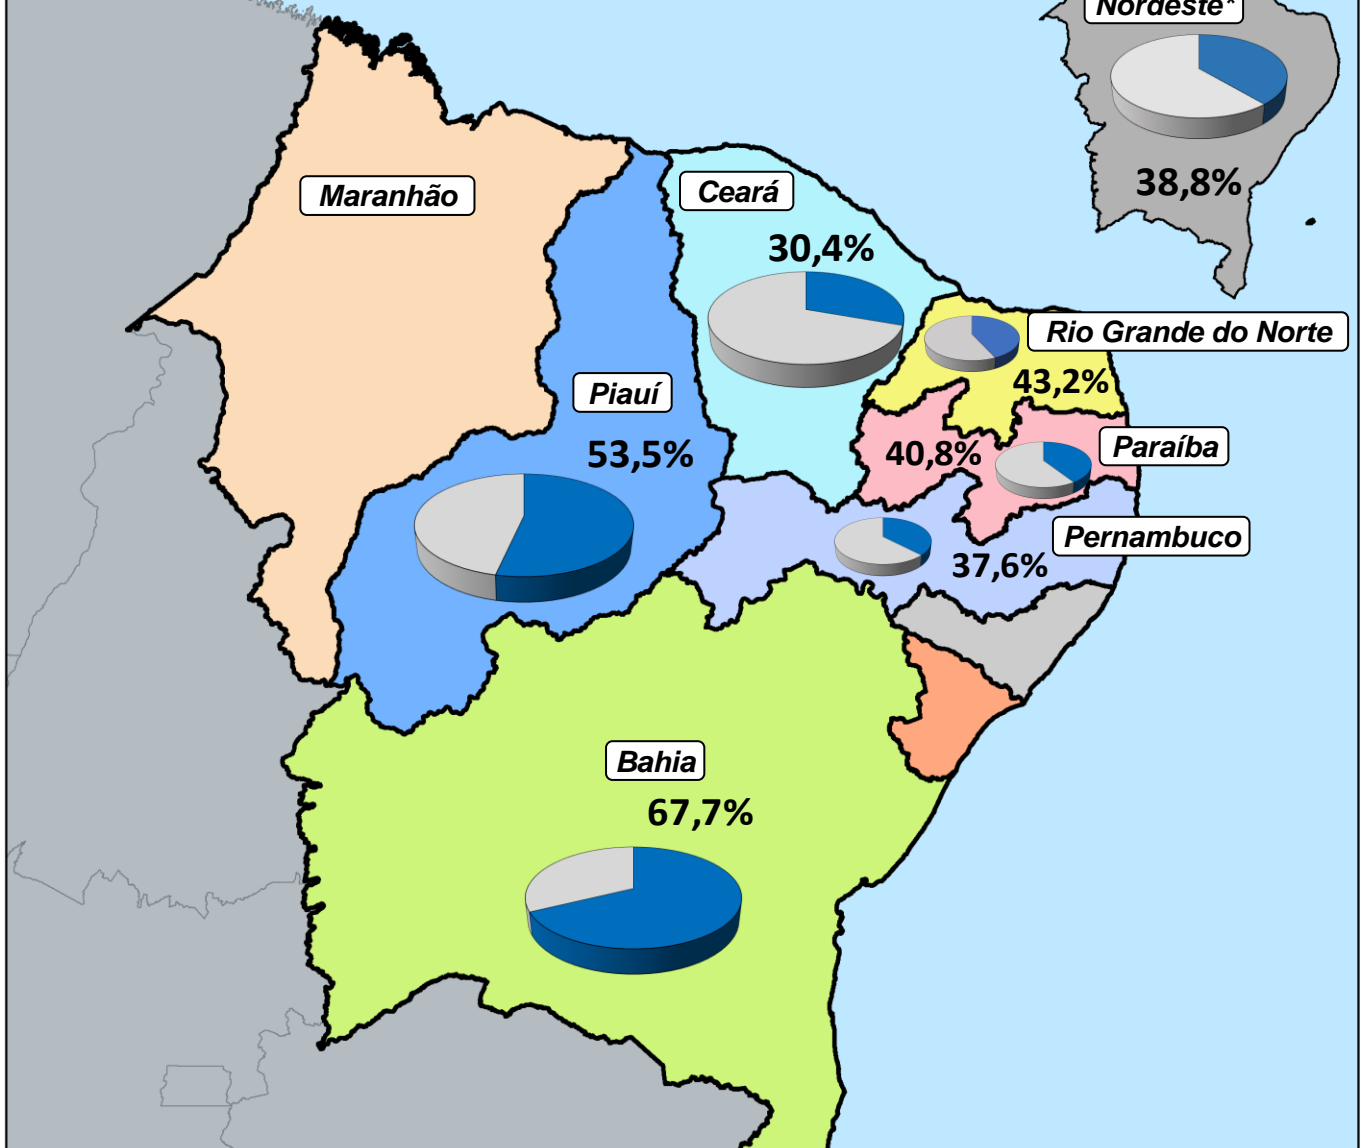 Nordeste*
38,8%
Maranhão
Ceará
30,4%
Rio Grande do Norte
43,2%
Piauí
53,5%
Paraíba
40,8%
Pernambuco
37,6%
Bahia
67,7%